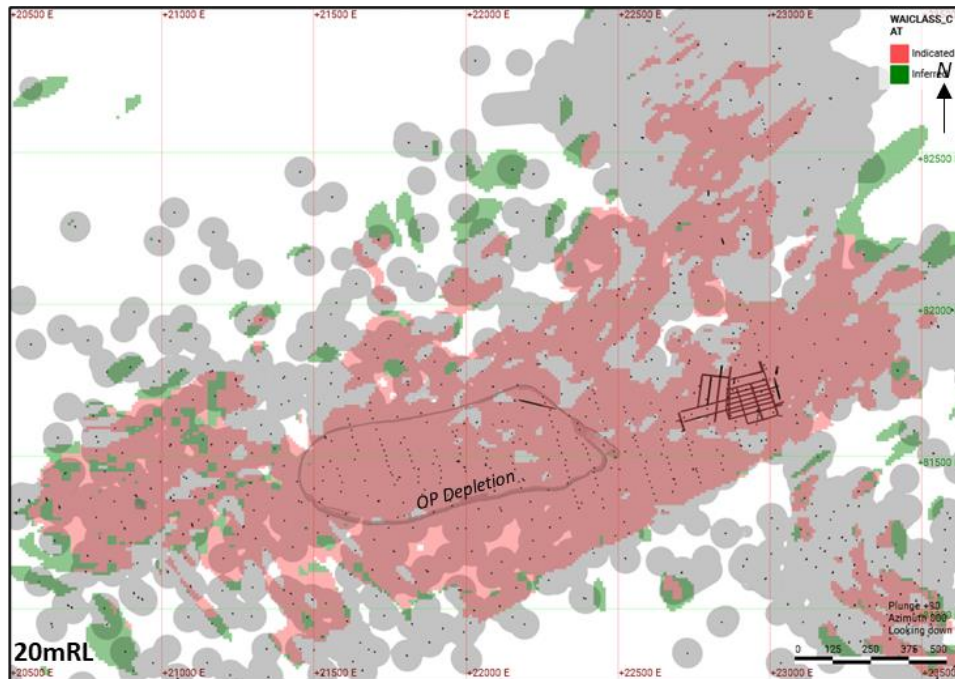 +20500 E +21000 E +21500 E +22000 E +22500 E +23000 E
WAICLASS_C
AT
Indicated
Inferred
N
+82500
+82000
+81500
OP Depletion
Plunge +90
Azimuth 000
Looking down
0 125 250 375 500
20mRL
+20500 E +21000 E +21500 E +22000 E +22500 E +23000 E